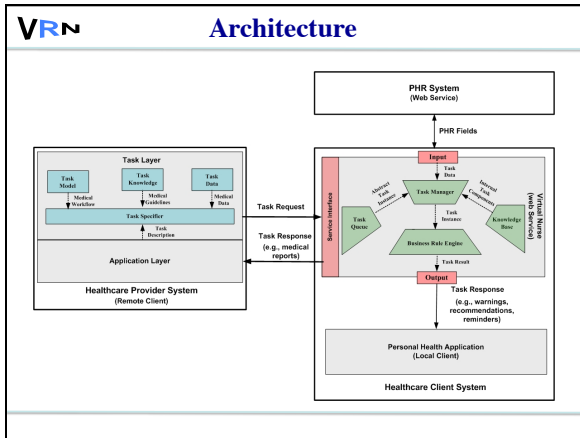 VRN
Architecture
PHR System
(Web Service)
PHR Fields
Task Layer
Task
Model
Task
Knowledge
Task
Data
Medical
Workflow
Medical
Guidelines
Medical
Data
Task Specifier
Task
Description
Application Layer
Healthcare Provider System
(Remote Client)
Task Request
Task Response
(e.g., medical
reports)
Service Interface
Input
Task
Data
Abstract
Task
Instance
Task Manager
Internal
Task
Components
Task
Queue
Task
Instance
Knowledge
Base
Business Rule Engine
Task Result
Output
Virtual Nurse
(web Service)
Task Response
(e.g., warnings,
recommendations,
reminders)
Personal Health Application
(Local Client)
Healthcare Client System